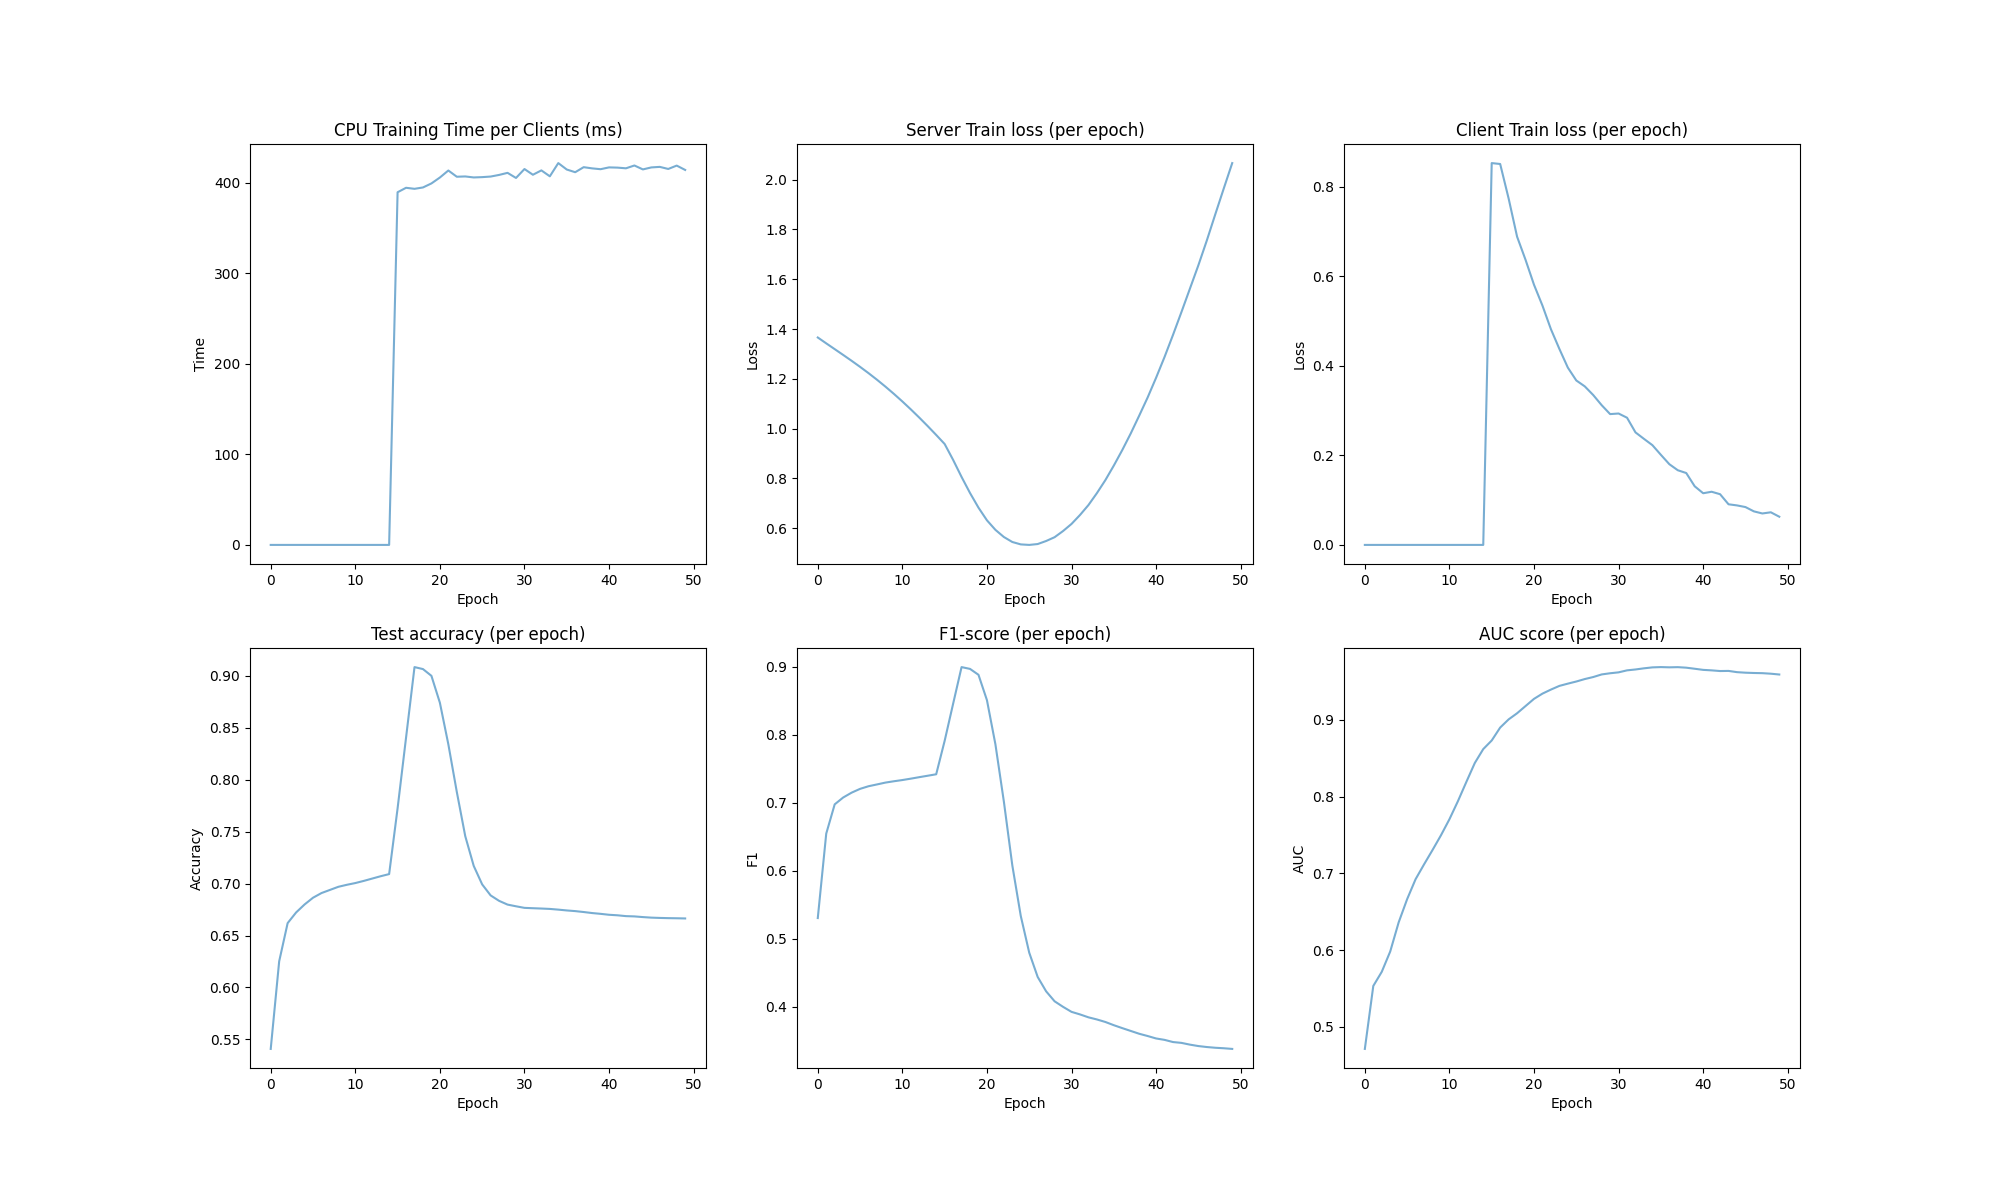 CPU Training Time per Clients (ms)
Time
400
300
200
100
0
0 10 20 30 40 50
Epoch
Server Train loss (per epoch)
Loss
2.0
1.8
1.6
1.4
1.2
1.0
0.8
0.6
0 10 20 30 40 50
Epoch
Client Train loss (per epoch)
Loss
0.8
0.6
0.4
0.2
0.0
0 10 20 30 40 50
Epoch
Test accuracy (per epoch)
Accuracy
0.90
0.85
0.80
0.75
0.70
0.65
0.60
0.55
0 10 20 30 40 50
Epoch
F1-score (per epoch)
F1
0.9
0.8
0.7
0.6
0.5
0.4
0 10 20 30 40 50
Epoch
AUC score (per epoch)
AUC
0.9
0.8
0.7
0.6
0.5
0 10 20 30 40 50
Epoch